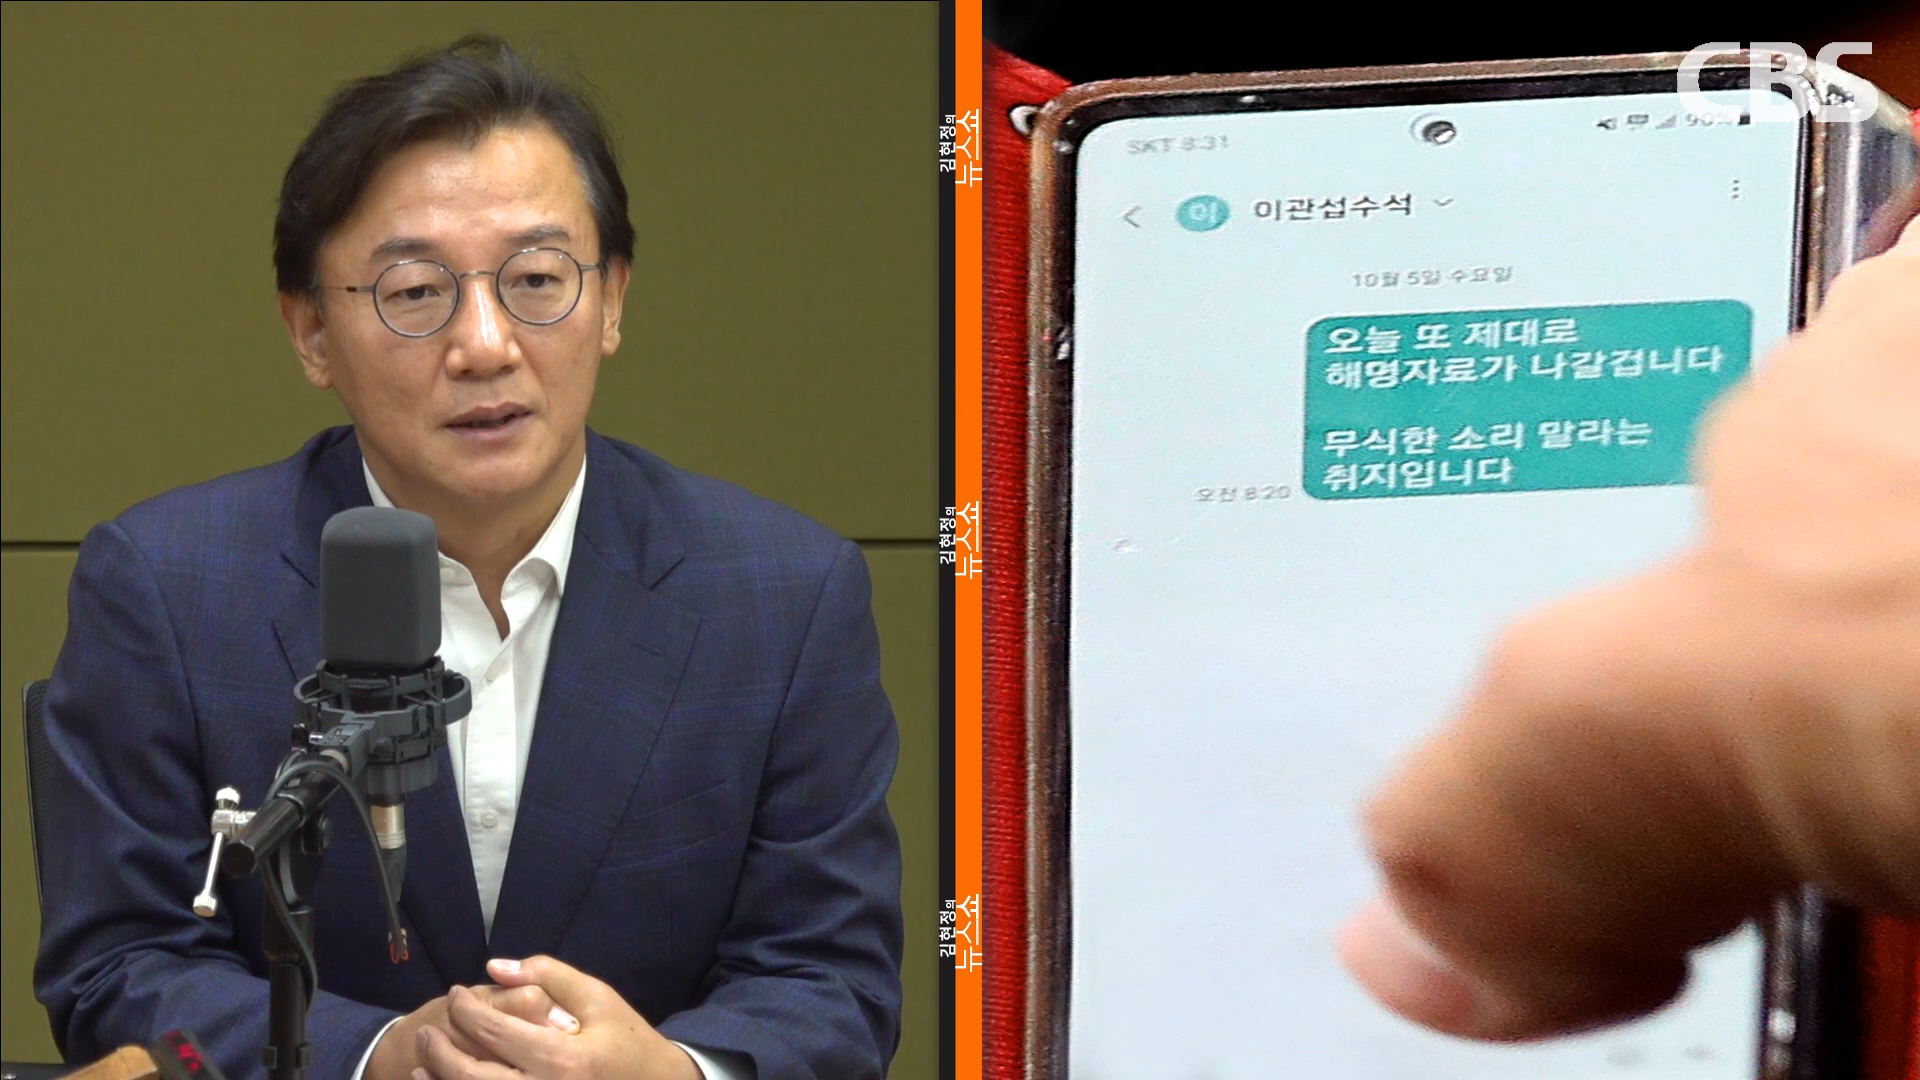 김현정의
뉴스쇼
김현정의
뉴스쇼
김현정의
뉴스쇼
CBS
SKT 8:31
90%
이
이관섭수석
10월 5일 수요일
오늘 또 제대로
해명자료가 나갈겁니다
무식한 소리 말라는
취지입니다
오전 8:20